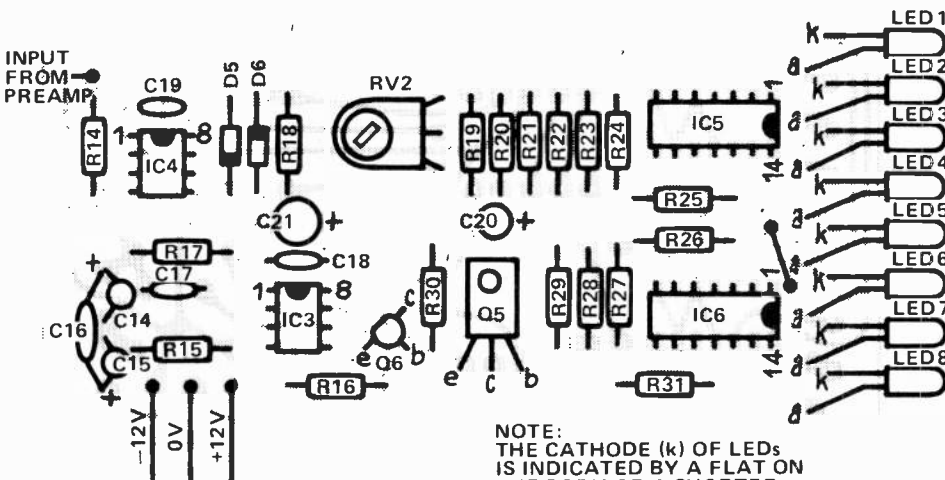 INPUT
FROM
PREAMP
C19
D5
D6
RV2
LED1
k
a
LED2
k
a
LED3
k
a
LED4
k
a
LED5
k
a
LED6
k
a
LED7
k
a
LED8
k
a
R14
1 8
IC4
R18
R19
R20
R21
R22
R23
R24
IC5
1
14
R25
R26
C21 +
C20 +
R17
C17
C18
+
C16
C14
C15
+
R15
1 8
IC3
R16
c
e b
Q6
R30
Q5
e c b
R29
R28
R27
IC6
1
14
R31
-12V
0V
+12V
NOTE:
THE CATHODE (k) OF LEDs
IS INDICATED BY A FLAT ON